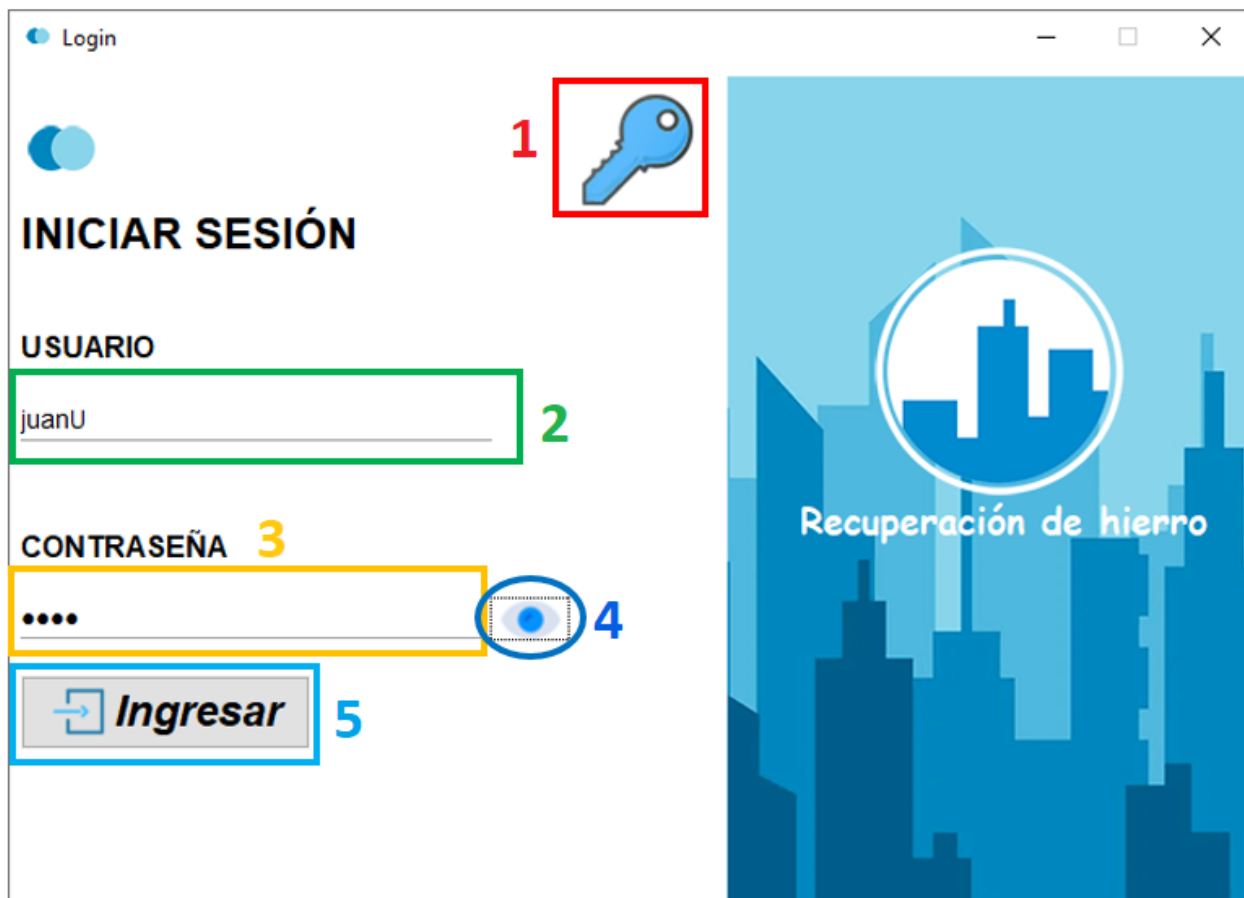 Login
1
INICIAR SESIÓN
USUARIO
juanU
2
CONTRASEÑA 3
••••
4
Ingresar
5
Recuperación de hierro